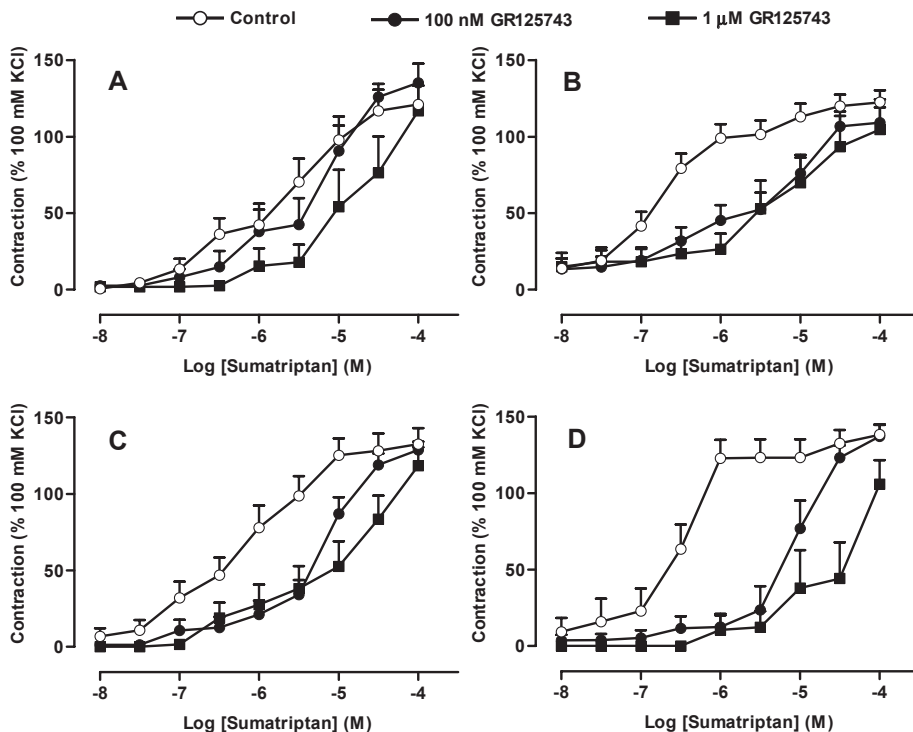 Control 100 nM GR125743 1 µM GR125743
A
Contraction (% 100 mM KCl)
150
100
50
0
-8 -7 -6 -5 -4
Log [Sumatriptan] (M)
B
Contraction (% 100 mM KCl)
150
100
50
0
-8 -7 -6 -5 -4
Log [Sumatriptan] (M)
C
Contraction (% 100 mM KCl)
150
100
50
0
-8 -7 -6 -5 -4
Log [Sumatriptan] (M)
D
Contraction (% 100 mM KCl)
150
100
50
0
-8 -7 -6 -5 -4
Log [Sumatriptan] (M)